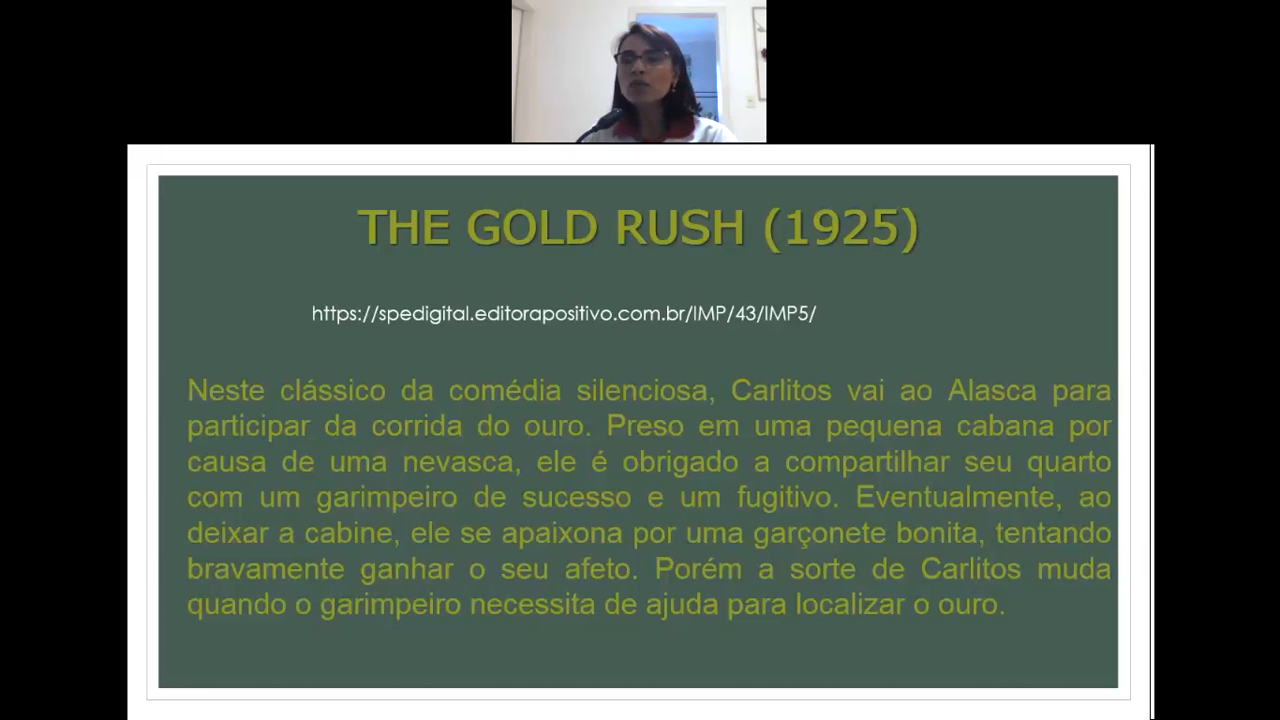 THE GOLD RUSH (1925)
https://spedigital.editorapositivo.com.br/IMP/43/IMP5/
Neste clássico da comédia silenciosa, Carlitos vai ao Alasca para
participar da corrida do ouro. Preso em uma pequena cabana por
causa de uma nevasca, ele é obrigado a compartilhar seu quarto
com um garimpeiro de sucesso e um fugitivo. Eventualmente, ao
deixar a cabine, ele se apaixona por uma garçonete bonita, tentando
bravamente ganhar o seu afeto. Porém a sorte de Carlitos muda
quando o garimpeiro necessita de ajuda para localizar o ouro.